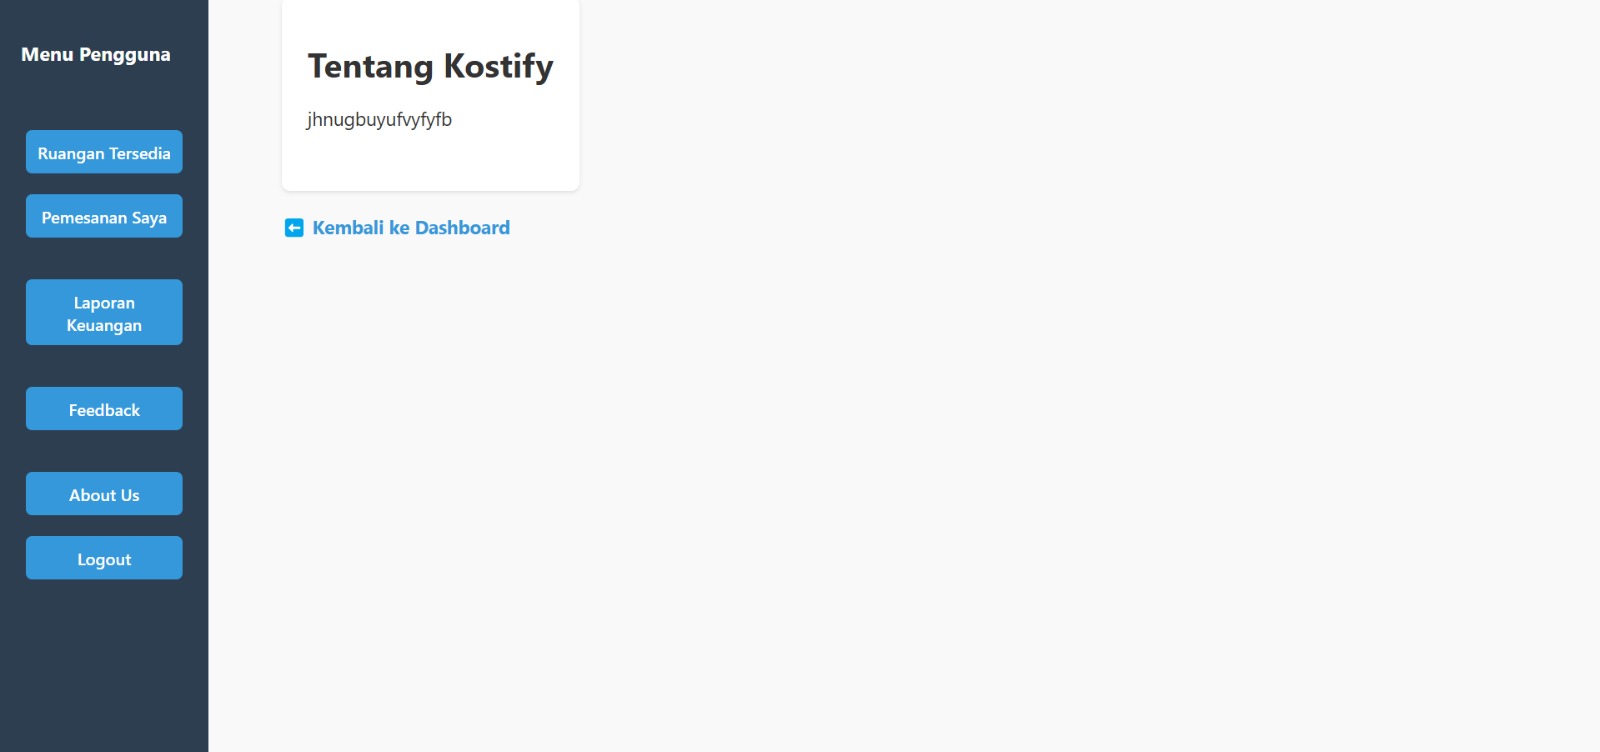 Menu Pengguna
Ruangan Tersedia
Pemesanan Saya
Laporan
Keuangan
Feedback
About Us
Logout
Tentang Kostify
jhnugbuyufvyfyfb
Kembali ke Dashboard